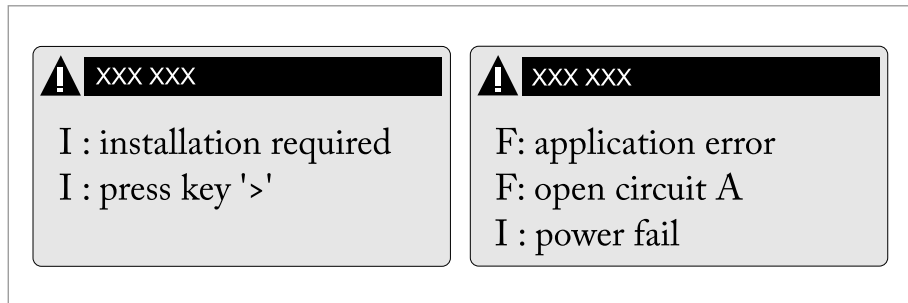 XXX XXX
I : installation required
I : press key '>'
XXX XXX
F: application error
F: open circuit A
I : power fail